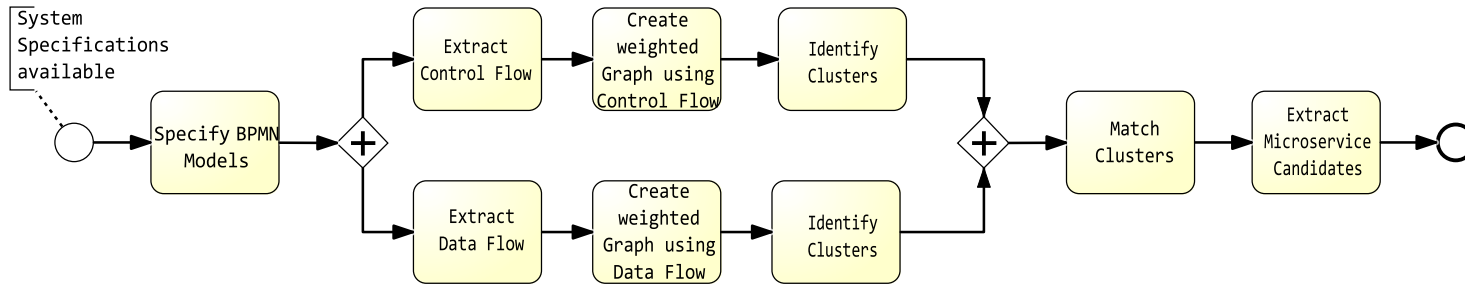 System
Specifications
available
Specify BPMN
Models
Extract
Control Flow
Create
weighted
Graph using
Control Flow
Identify
Clusters
Extract
Data Flow
Create
weighted
Graph using
Data Flow
Identify
Clusters
Match
Clusters
Extract
Microservice
Candidates